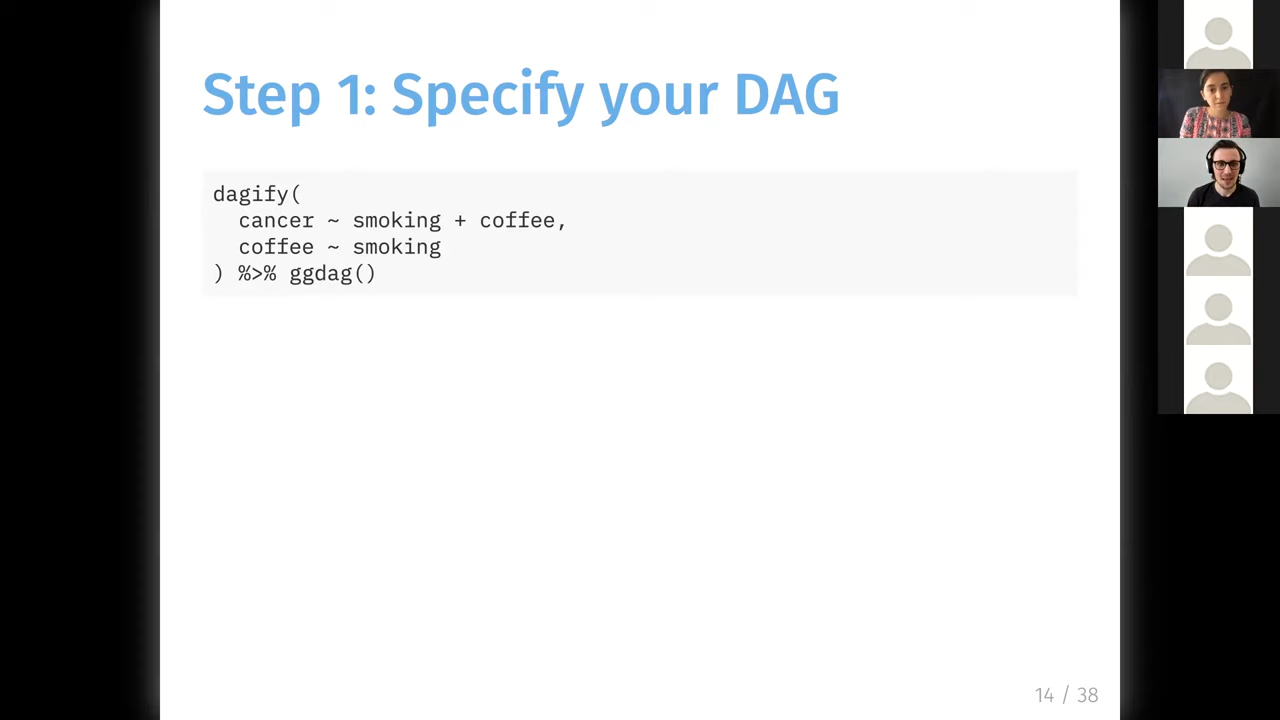 Step 1: Specify your DAG
dagify(
  cancer ~ smoking + coffee,
  coffee ~ smoking
) %>% ggdag()
14 / 38